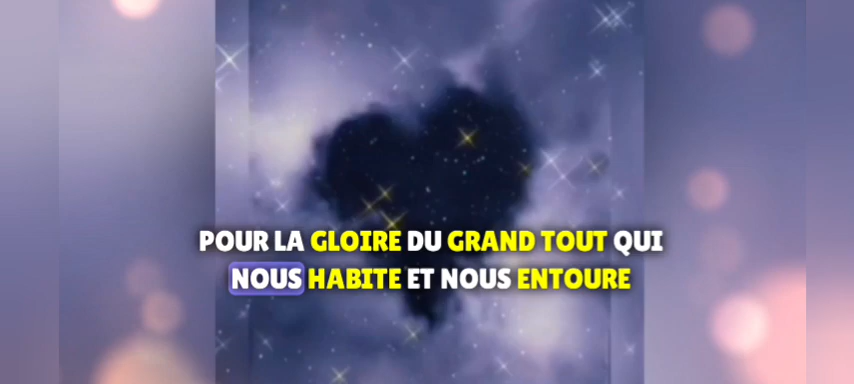 POUR LA GLOIRE DU GRAND TOUT QUI
NOUS HABITE ET NOUS ENTOURE